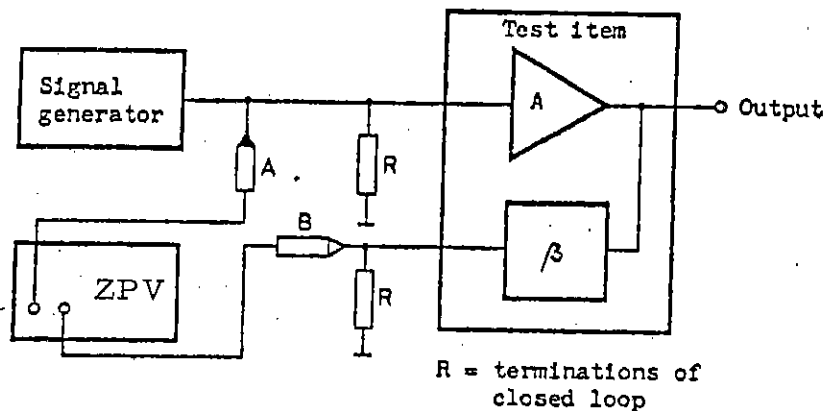 Test item
Signal
generator
A
Output
A
R
B
β
ZPV
R
R = terminations of
closed loop